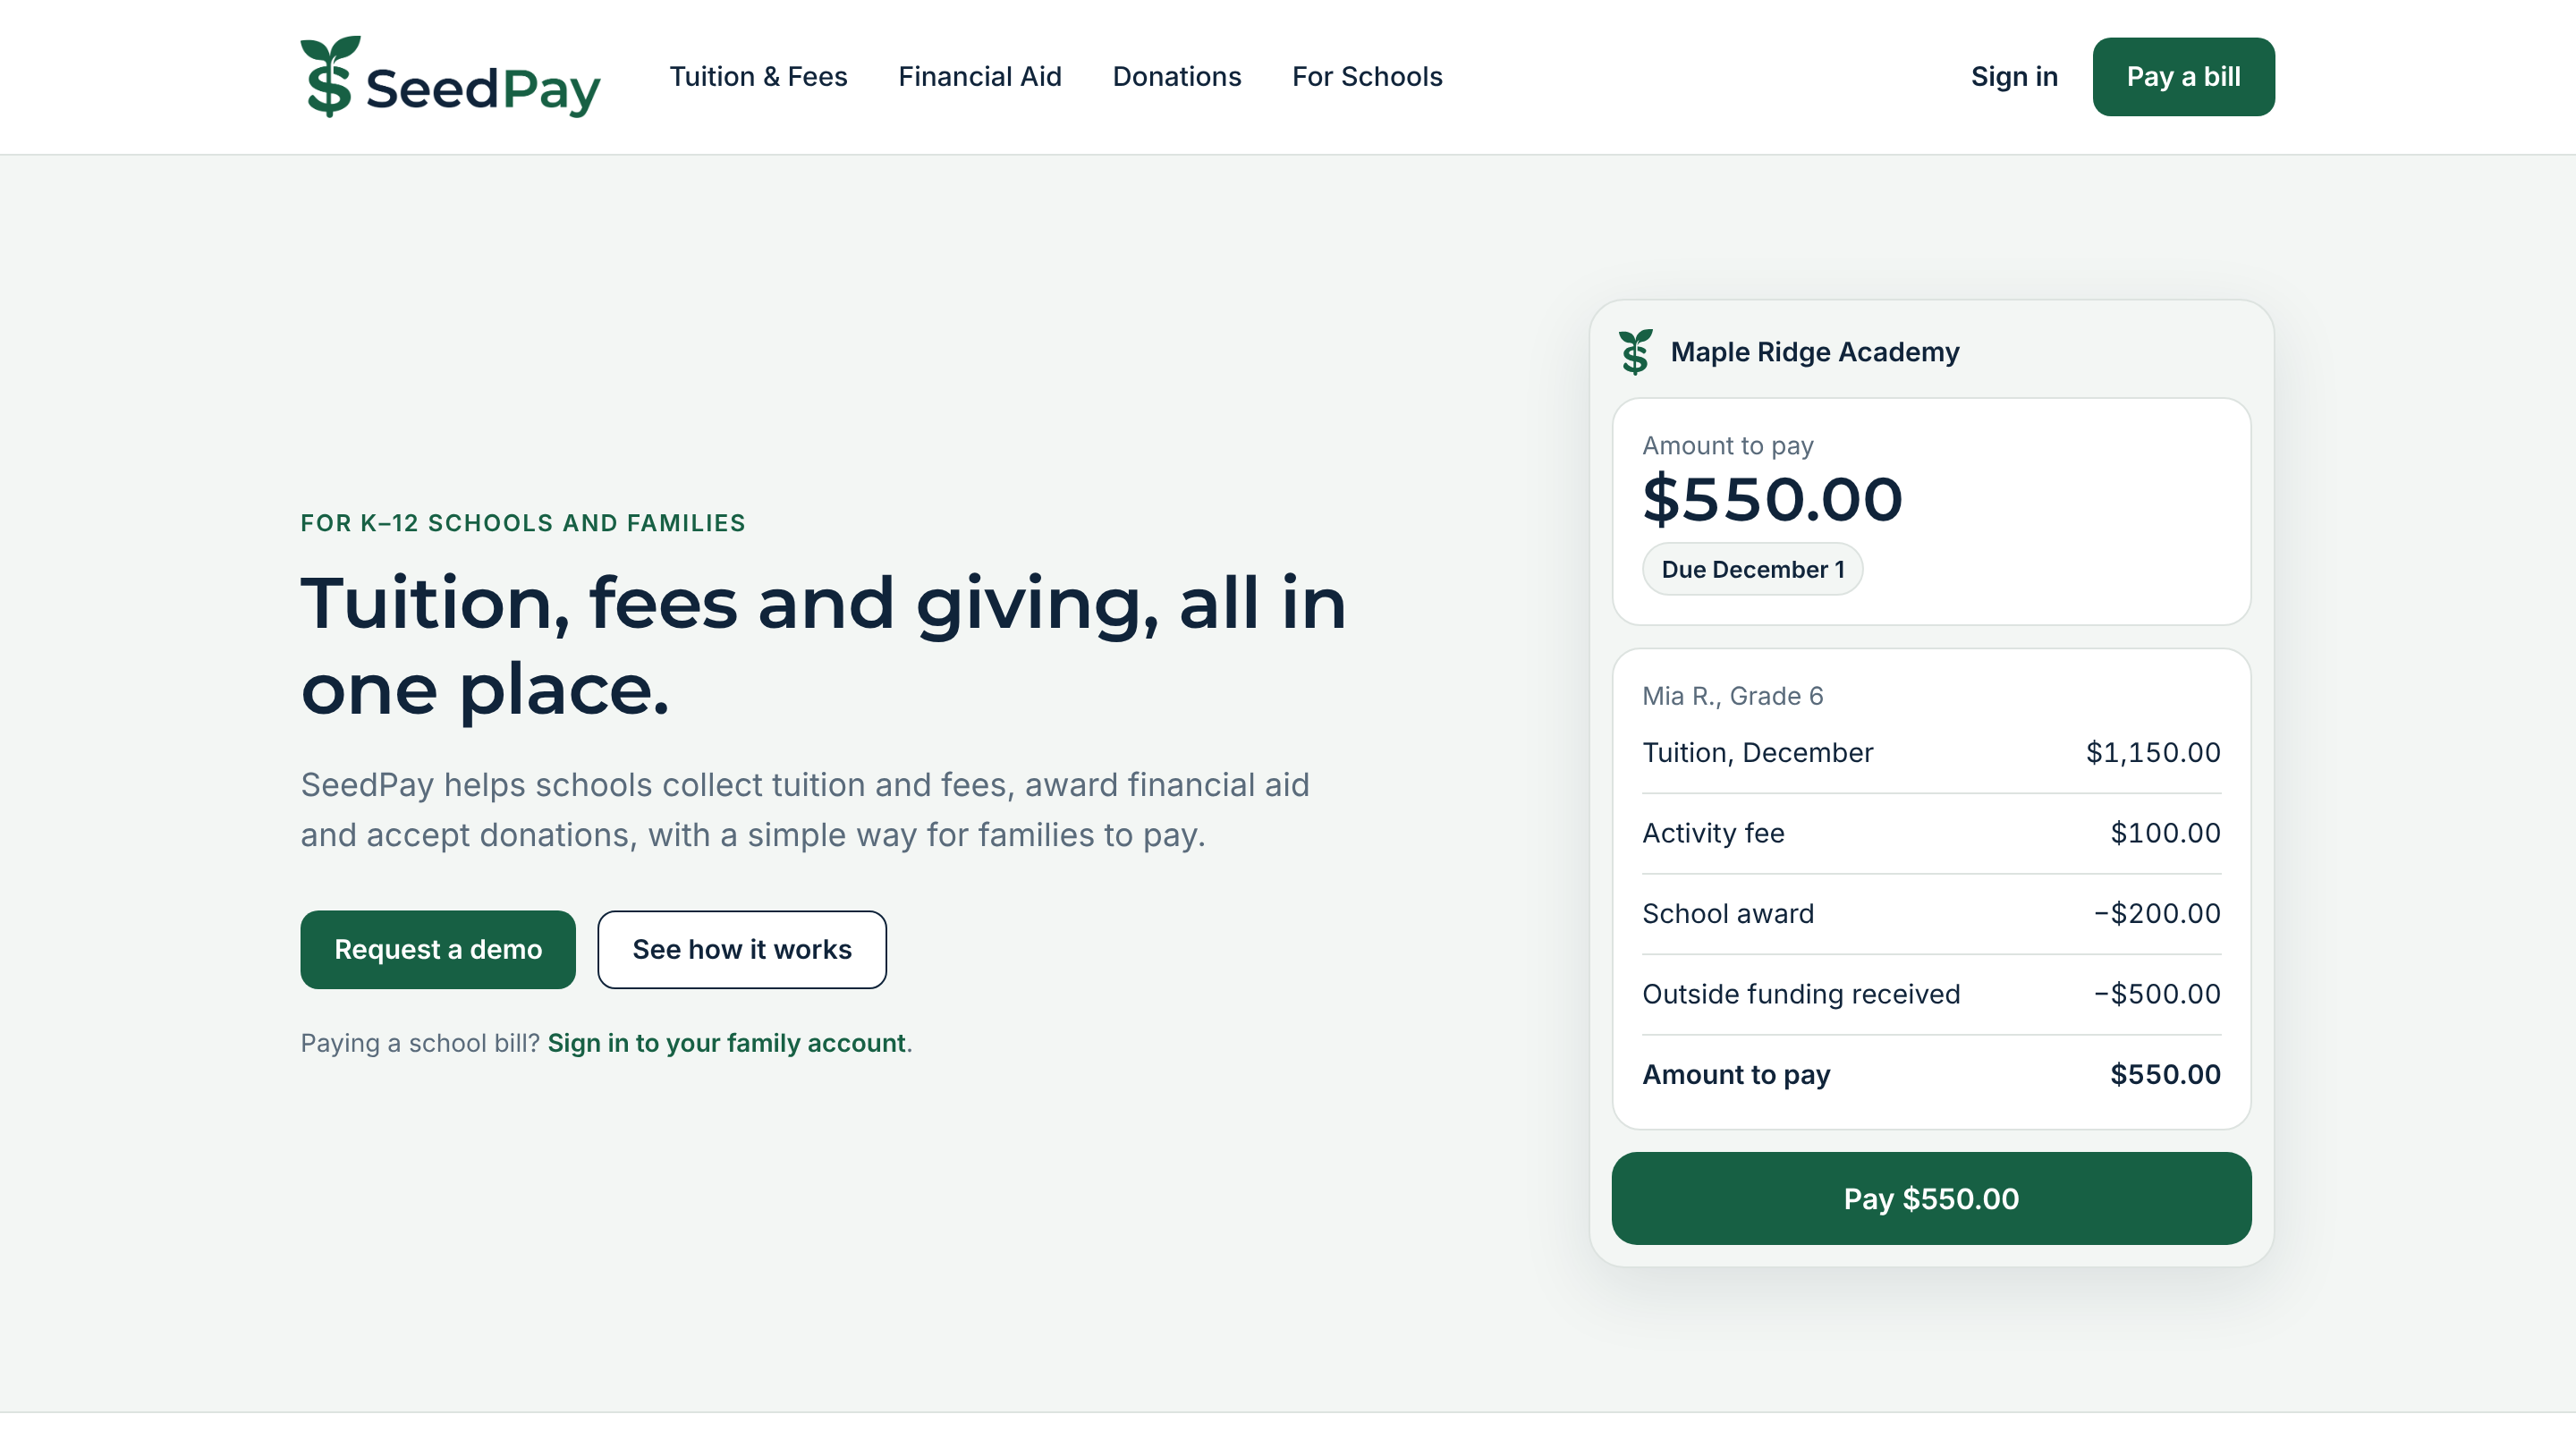 SeedPay
Tuition & Fees
Financial Aid
Donations
For Schools
Sign in
Pay a bill
FOR K–12 SCHOOLS AND FAMILIES
Tuition, fees and giving, all in
one place.
SeedPay helps schools collect tuition and fees, award financial aid
and accept donations, with a simple way for families to pay.
Request a demo
See how it works
Paying a school bill? Sign in to your family account.
Maple Ridge Academy
Amount to pay
$550.00
Due December 1
Mia R., Grade 6
Tuition, December $1,150.00
Activity fee $100.00
School award −$200.00
Outside funding received −$500.00
Amount to pay $550.00
Pay $550.00